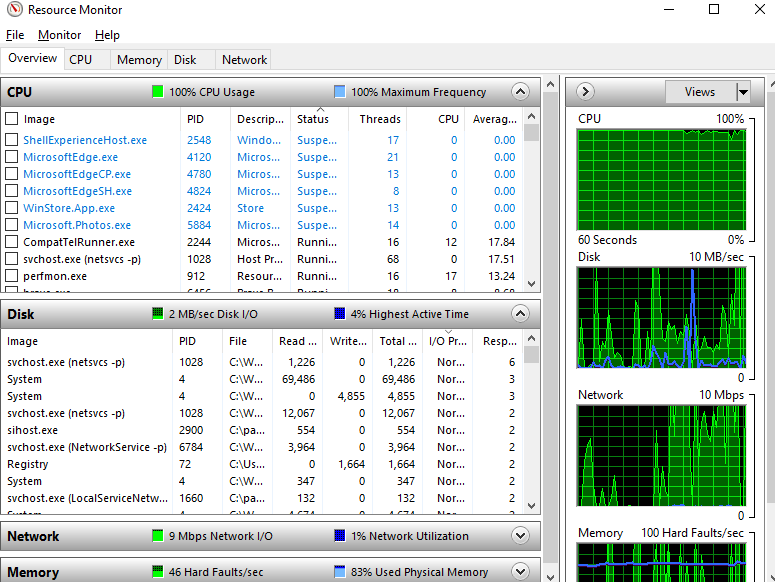 Resource Monitor
File Monitor Help
Overview CPU Memory Disk Network
CPU 100% CPU Usage 100% Maximum Frequency
Image PID Descrip... Status Threads CPU Averag...
ShellExperienceHost.exe 2548 Windo... Suspe... 17 0 0.00
MicrosoftEdge.exe 4120 Micros... Suspe... 21 0 0.00
MicrosoftEdgeCP.exe 4780 Micros... Suspe... 13 0 0.00
MicrosoftEdgeSH.exe 4824 Micros... Suspe... 8 0 0.00
WinStore.App.exe 2424 Store Suspe... 13 0 0.00
Microsoft.Photos.exe 5884 Micros... Suspe... 14 0 0.00
CompatTelRunner.exe 2244 Micros... Runni... 16 12 17.84
svchost.exe (netsvcs -p) 1028 Host Pr... Runni... 68 0 17.51
perfmon.exe 912 Resour... Runni... 16 17 13.24
Disk 2 MB/sec Disk I/O 4% Highest Active Time
Image PID File Read ... Write... Total ... I/O Pr... Resp...
svchost.exe (netsvcs -p) 1028 C:\W... 1,226 0 1,226 Nor... 6
System 4 C:\W... 69,486 0 69,486 Nor... 3
System 4 C:\W... 0 4,855 4,855 Nor... 3
svchost.exe (netsvcs -p) 1028 C:\W... 12,067 0 12,067 Nor... 2
sihost.exe 2900 C:\pa... 554 0 554 Nor... 2
svchost.exe (NetworkService -p) 6784 C:\W... 3,964 0 3,964 Nor... 2
Registry 72 C:\Us... 0 1,664 1,664 Nor... 2
System 4 C:\W... 347 0 347 Nor... 2
svchost.exe (LocalServiceNetw... 1660 C:\pa... 132 0 132 Nor... 2
Network 9 Mbps Network I/O 1% Network Utilization
Memory 46 Hard Faults/sec 83% Used Physical Memory
Views
CPU 100%
60 Seconds 0%
Disk 10 MB/sec
0
Network 10 Mbps
0
Memory 100 Hard Faults/sec